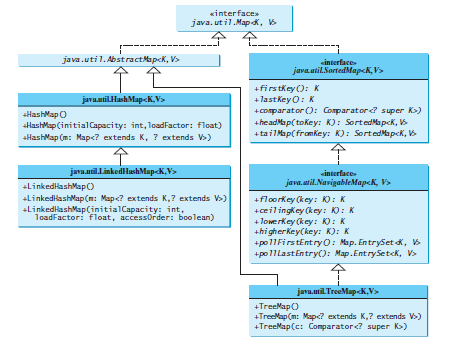 «interface»
java.util.Map<K, V>
java.util.AbstractMap<K,V>
java.util.HashMap<K,V>
+HashMap()
+HashMap(initialCapacity: int,loadFactor: float)
+HashMap(m: Map<? extends K, ? extends V>)
java.util.LinkedHashMap<K,V>
+LinkedHashMap()
+LinkedHashMap(m: Map<? extends K,? extends V>)
+LinkedHashMap(initialCapacity: int,
loadFactor: float, accessOrder: boolean)
«interface»
java.util.SortedMap<K,V>
+firstKey(): K
+lastKey(): K
+comparator(): Comparator<? super K>)
+headMap(toKey: K): SortedMap<K,V>
+tailMap(fromKey: K): SortedMap<K,V>
«interface»
java.util.NavigableMap<K, V>
+floorKey(key: K): K
+ceilingKey(key: K): K
+lowerKey(key: K): K
+higherKey(key: K): K
+pollFirstEntry(): Map.EntrySet<K, V>
+pollLastEntry(): Map.EntrySet<K, V>
java.util.TreeMap<K,V>
+TreeMap()
+TreeMap(m: Map<? extends K,? extends V>)
+TreeMap(c: Comparator<? super K>)